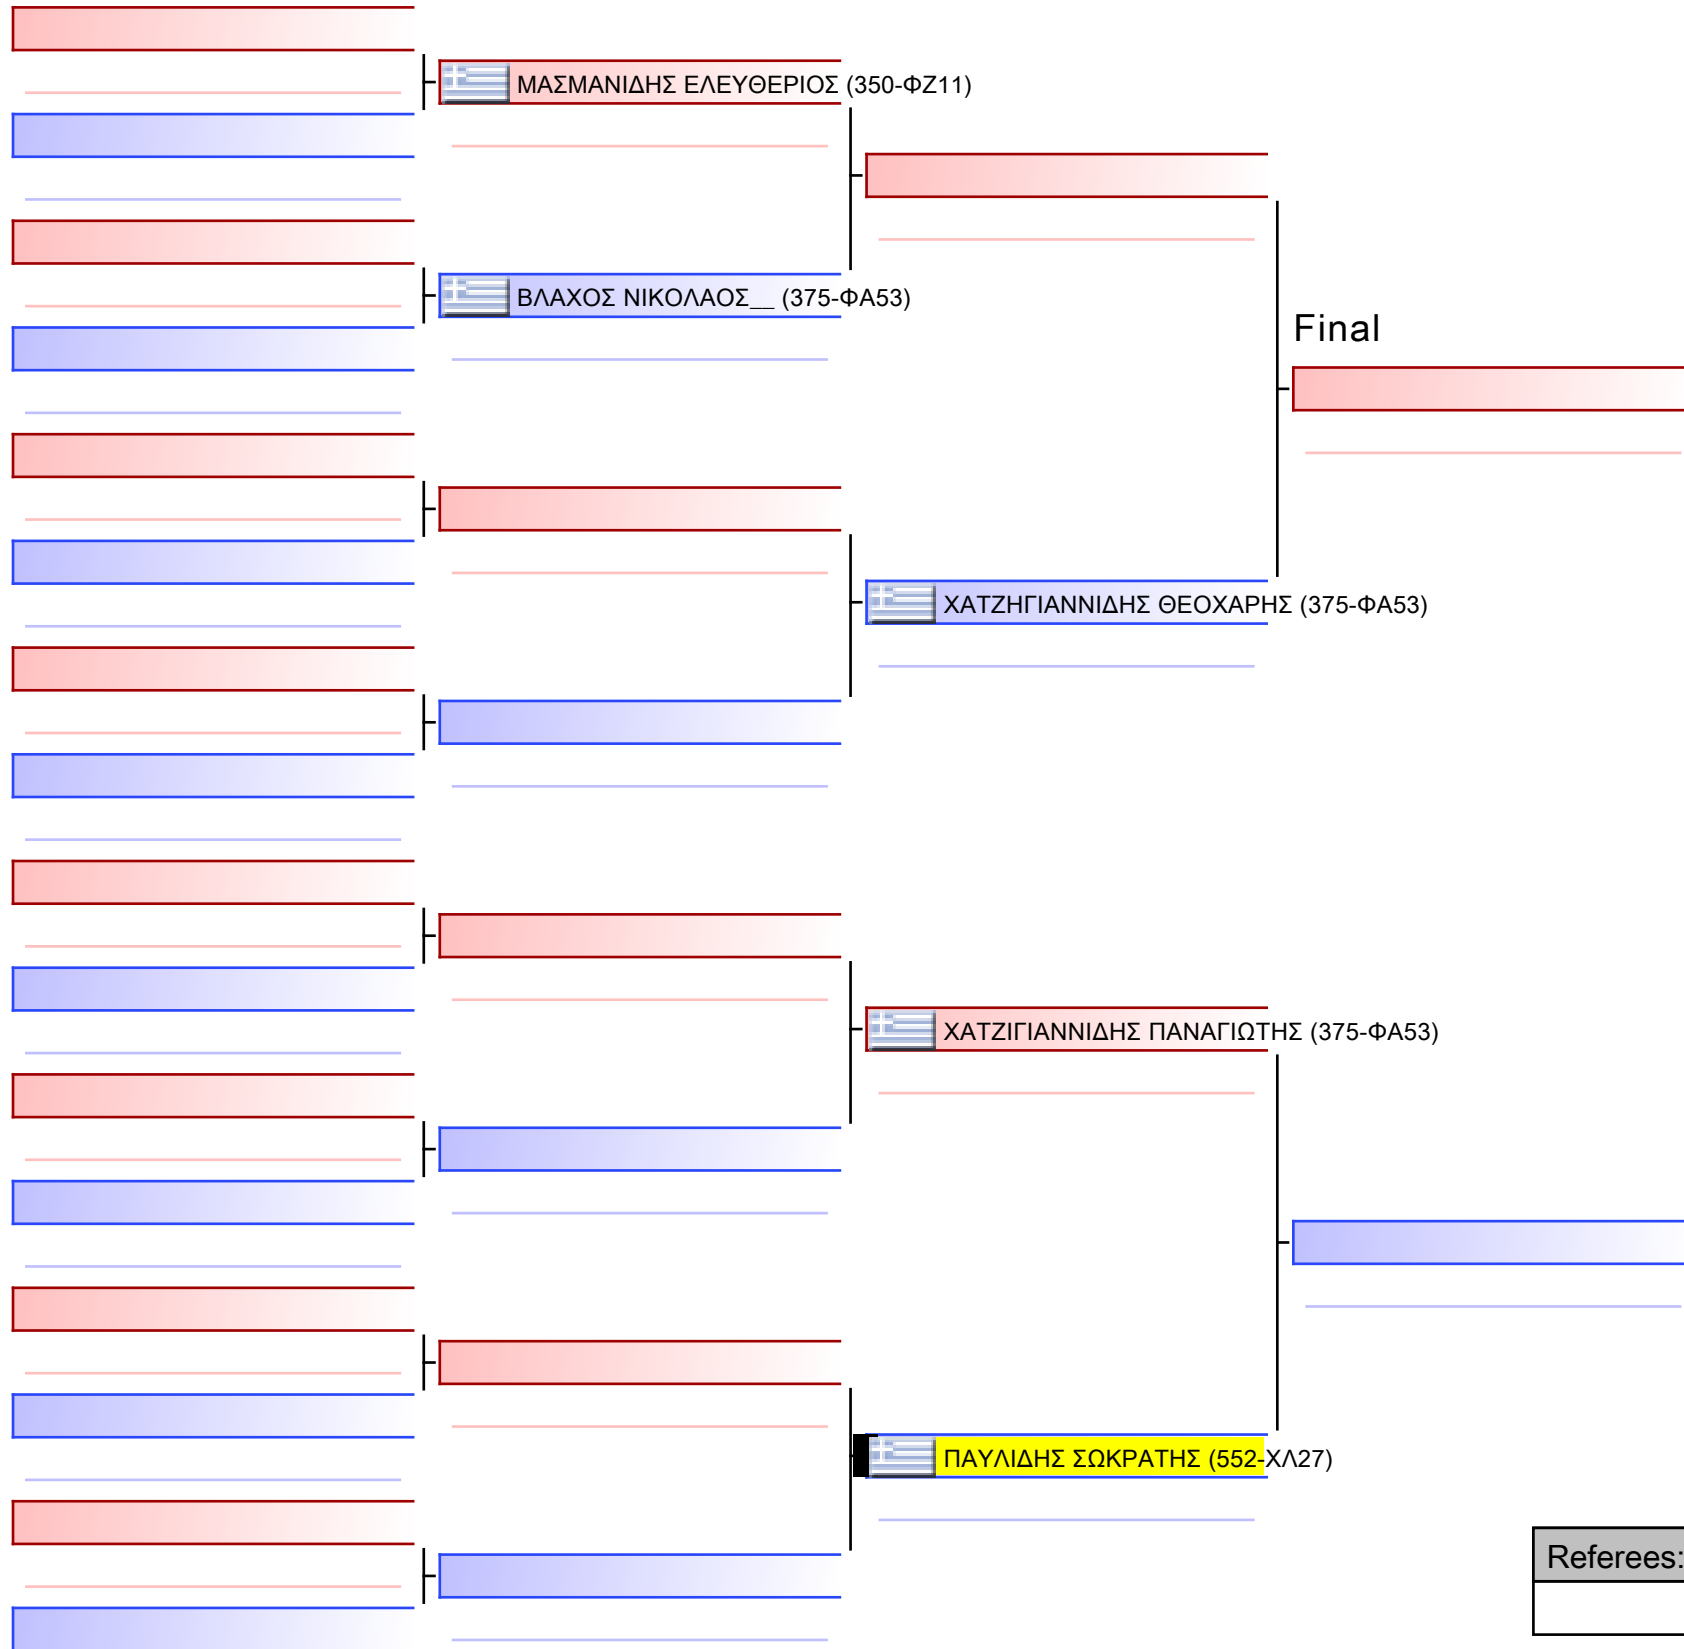 ΜΑΣΜΑΝΙΔΗΣ ΕΛΕΥΘΕΡΙΟΣ (350-ΦΖ11)
ΒΛΑΧΟΣ ΝΙΚΟΛΑΟΣ__ (375-ΦΑ53)
Final
ΧΑΤΖΗΓΙΑΝΝΙΔΗΣ ΘΕΟΧΑΡΗΣ (375-ΦΑ53)
ΧΑΤΖΙΓΙΑΝΝΙΔΗΣ ΠΑΝΑΓΙΩΤΗΣ (375-ΦΑ53)
ΠΑΥΛΙΔΗΣ ΣΩΚΡΑΤΗΣ (552-ΧΛ27)
Referees: